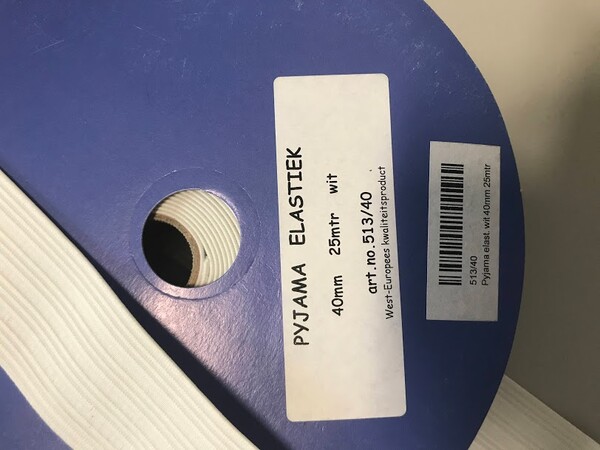 PYJAMA ELASTIEK
40mm 25mtr wit
art.no.513/40
West-Europees kwaliteitsproduct
513/40
Pyjama elast. wit 40mm 25mtr